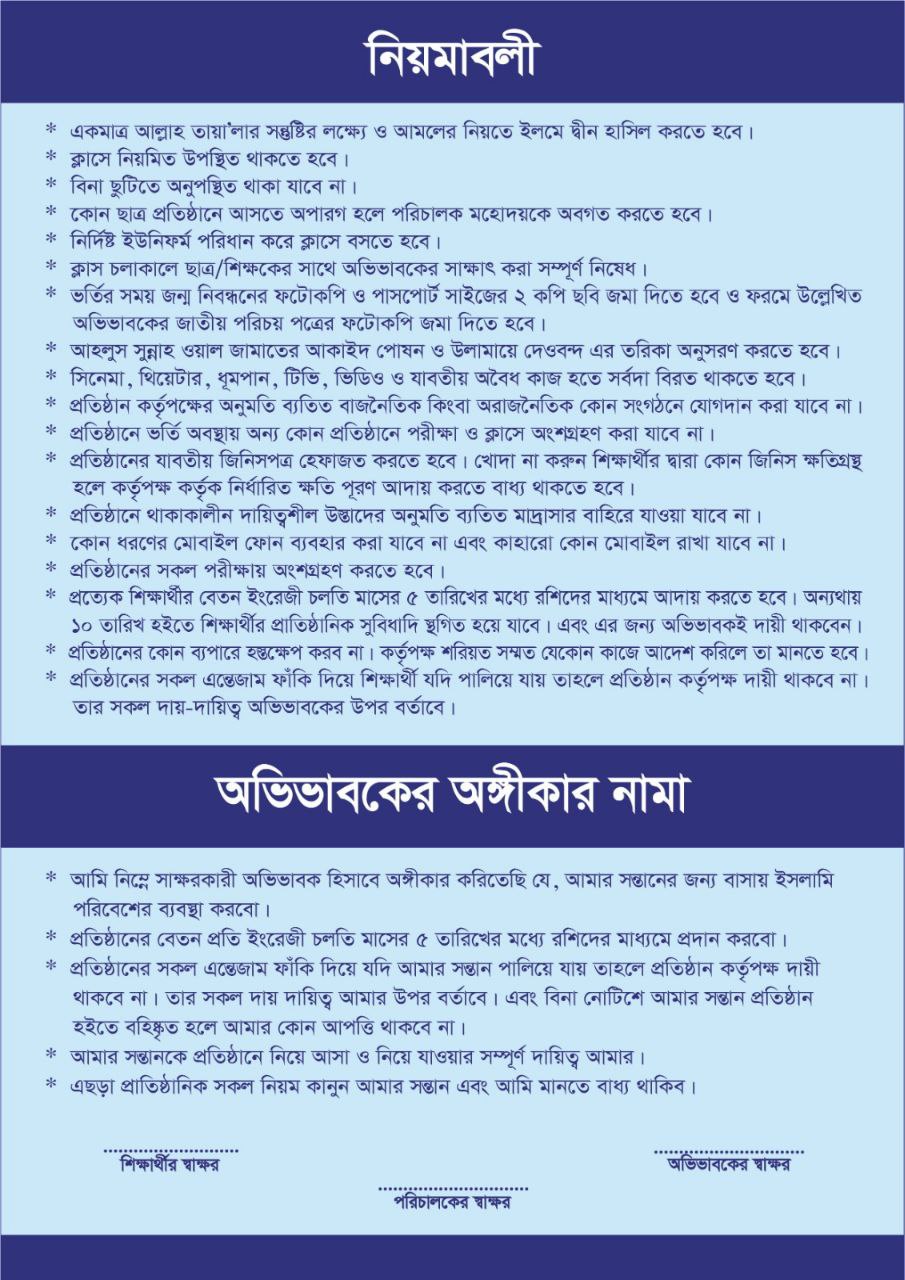 নিয়মাবলী
* একমাত্র আল্লাহ তায়া'লার সন্তুষ্টির লক্ষ্যে ও আমলের নিয়তে ইলমে দ্বীন হাসিল করতে হবে।
* ক্লাসে নিয়মিত উপস্থিত থাকতে হবে।
* বিনা ছুটিতে অনুপস্থিত থাকা যাবে না।
* কোন ছাত্র প্রতিষ্ঠানে আসতে অপারগ হলে পরিচালক মহোদয়কে অবগত করতে হবে।
* নির্দিষ্ট ইউনিফর্ম পরিধান করে ক্লাসে বসতে হবে।
* ক্লাস চলাকালে ছাত্র/শিক্ষকের সাথে অভিভাবকের সাক্ষাৎ করা সম্পূর্ণ নিষেধ।
* ভর্তির সময় জন্ম নিবন্ধনের ফটোকপি ও পাসপোর্ট সাইজের ২ কপি ছবি জমা দিতে হবে ও ফরমে উল্লেখিত
অভিভাবকের জাতীয় পরিচয় পত্রের ফটোকপি জমা দিতে হবে।
* আহলুস সুন্নাহ ওয়াল জামাতের আকাইদ পোষন ও উলামায়ে দেওবন্দ এর তরিকা অনুসরণ করতে হবে।
* সিনেমা, থিয়েটার, ধূমপান, টিভি, ভিডিও ও যাবতীয় অবৈধ কাজ হতে সর্বদা বিরত থাকতে হবে।
* প্রতিষ্ঠান কর্তৃপক্ষের অনুমতি ব্যতিত বাজনৈতিক কিংবা অরাজনৈতিক কোন সংগঠনে যোগদান করা যাবে না।
* প্রতিষ্ঠানে ভর্তি অবস্থায় অন্য কোন প্রতিষ্ঠানে পরীক্ষা ও ক্লাসে অংশগ্রহণ করা যাবে না।
* প্রতিষ্ঠানের যাবতীয় জিনিসপত্র হেফাজত করতে হবে। খোদা না করুন শিক্ষার্থীর দ্বারা কোন জিনিস ক্ষতিগ্রস্থ
হলে কর্তৃপক্ষ কর্তৃক নির্ধারিত ক্ষতি পূরণ আদায় করতে বাধ্য থাকতে হবে।
* প্রতিষ্ঠানে থাকাকালীন দায়িত্বশীল উস্তাদের অনুমতি ব্যতিত মাদ্রাসার বাহিরে যাওয়া যাবে না।
* কোন ধরণের মোবাইল ফোন ব্যবহার করা যাবে না এবং কাহারো কোন মোবাইল রাখা যাবে না।
* প্রতিষ্ঠানের সকল পরীক্ষায় অংশগ্রহণ করতে হবে।
* প্রত্যেক শিক্ষার্থীর বেতন ইংরেজী চলতি মাসের ৫ তারিখের মধ্যে রশিদের মাধ্যমে আদায় করতে হবে। অন্যথায়
১০ তারিখ হইতে শিক্ষার্থীর প্রাতিষ্ঠানিক সুবিধাদি স্থগিত হয়ে যাবে। এবং এর জন্য অভিভাবকই দায়ী থাকবেন।
* প্রতিষ্ঠানের কোন ব্যপারে হস্তক্ষেপ করব না। কর্তৃপক্ষ শরিয়ত সম্মত যেকোন কাজে আদেশ করিলে তা মানতে হবে।
* প্রতিষ্ঠানের সকল এন্তেজাম ফাঁকি দিয়ে শিক্ষার্থী যদি পালিয়ে যায় তাহলে প্রতিষ্ঠান কর্তৃপক্ষ দায়ী থাকবে না।
তার সকল দায়-দায়িত্ব অভিভাবকের উপর বর্তাবে।
অভিভাবকের অঙ্গীকার নামা
* আমি নিম্নে সাক্ষরকারী অভিভাবক হিসাবে অঙ্গীকার করিতেছি যে, আমার সন্তানের জন্য বাসায় ইসলামি
পরিবেশের ব্যবস্থা করবো।
* প্রতিষ্ঠানের বেতন প্রতি ইংরেজী চলতি মাসের ৫ তারিখের মধ্যে রশিদের মাধ্যমে প্রদান করবো।
* প্রতিষ্ঠানের সকল এন্তেজাম ফাঁকি দিয়ে যদি আমার সন্তান পালিয়ে যায় তাহলে প্রতিষ্ঠান কর্তৃপক্ষ দায়ী
থাকবে না। তার সকল দায় দায়িত্ব আমার উপর বর্তাবে। এবং বিনা নোটিশে আমার সন্তান প্রতিষ্ঠান
হইতে বহিষ্কৃত হলে আমার কোন আপত্তি থাকবে না।
* আমার সন্তানকে প্রতিষ্ঠানে নিয়ে আসা ও নিয়ে যাওয়ার সম্পূর্ণ দায়িত্ব আমার।
* এছড়া প্রাতিষ্ঠানিক সকল নিয়ম কানুন আমার সন্তান এবং আমি মানতে বাধ্য থাকিব।
শিক্ষার্থীর স্বাক্ষর
অভিভাবকের স্বাক্ষর
পরিচালকের স্বাক্ষর